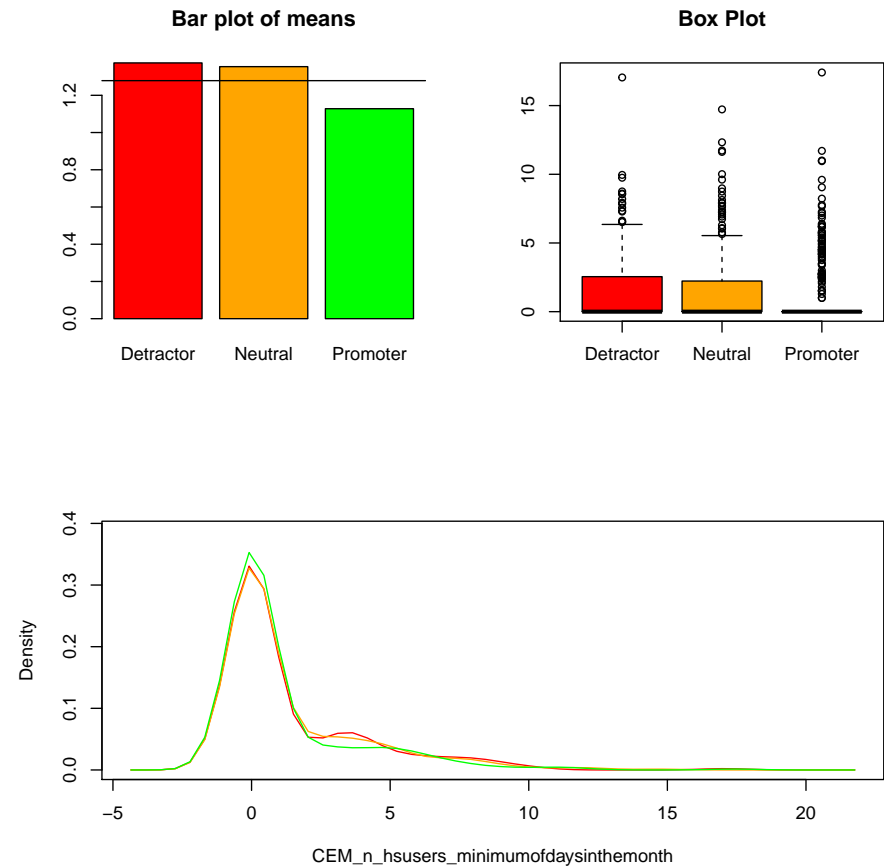 Bar plot of means
0.0 0.4 0.8 1.2
Detractor Neutral Promoter
Box Plot
0 5 10 15
Detractor Neutral Promoter
Density
0.0 0.1 0.2 0.3 0.4
−5 0 5 10 15 20
CEM_n_hsusers_minimumofdaysinthemonth